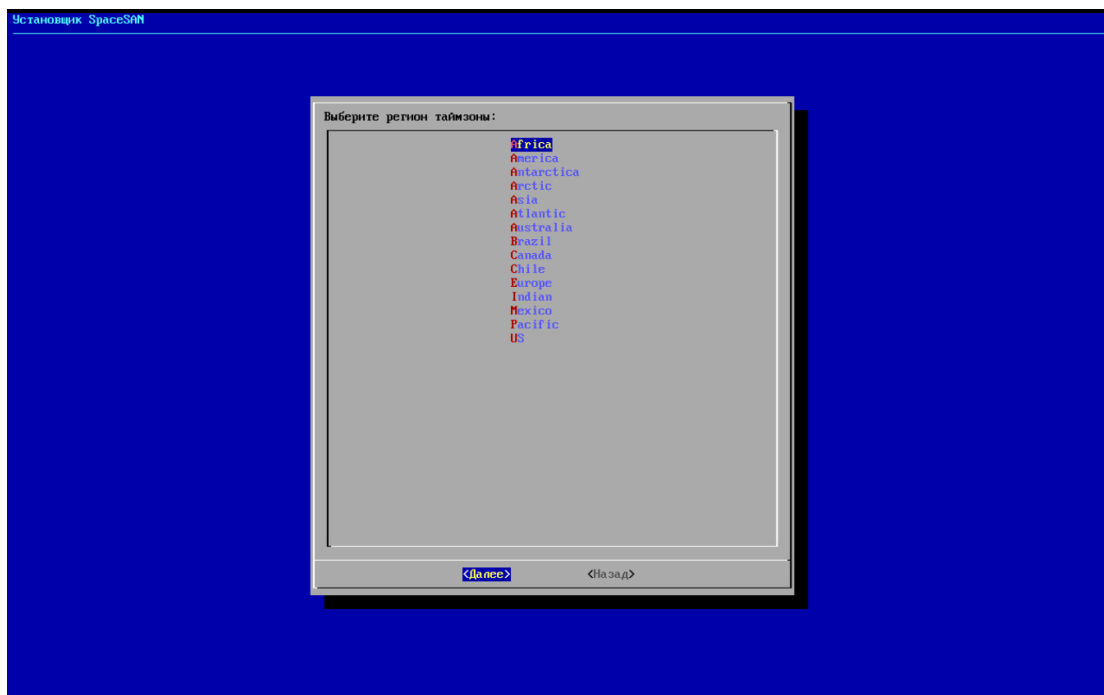 Установщик SpaceSAN
Выберите регион таймзоны:
Africa
America
Antarctica
Arctic
Asia
Atlantic
Australia
Brazil
Canada
Chile
Europe
Indian
Mexico
Pacific
US
<Далее> <Назад>